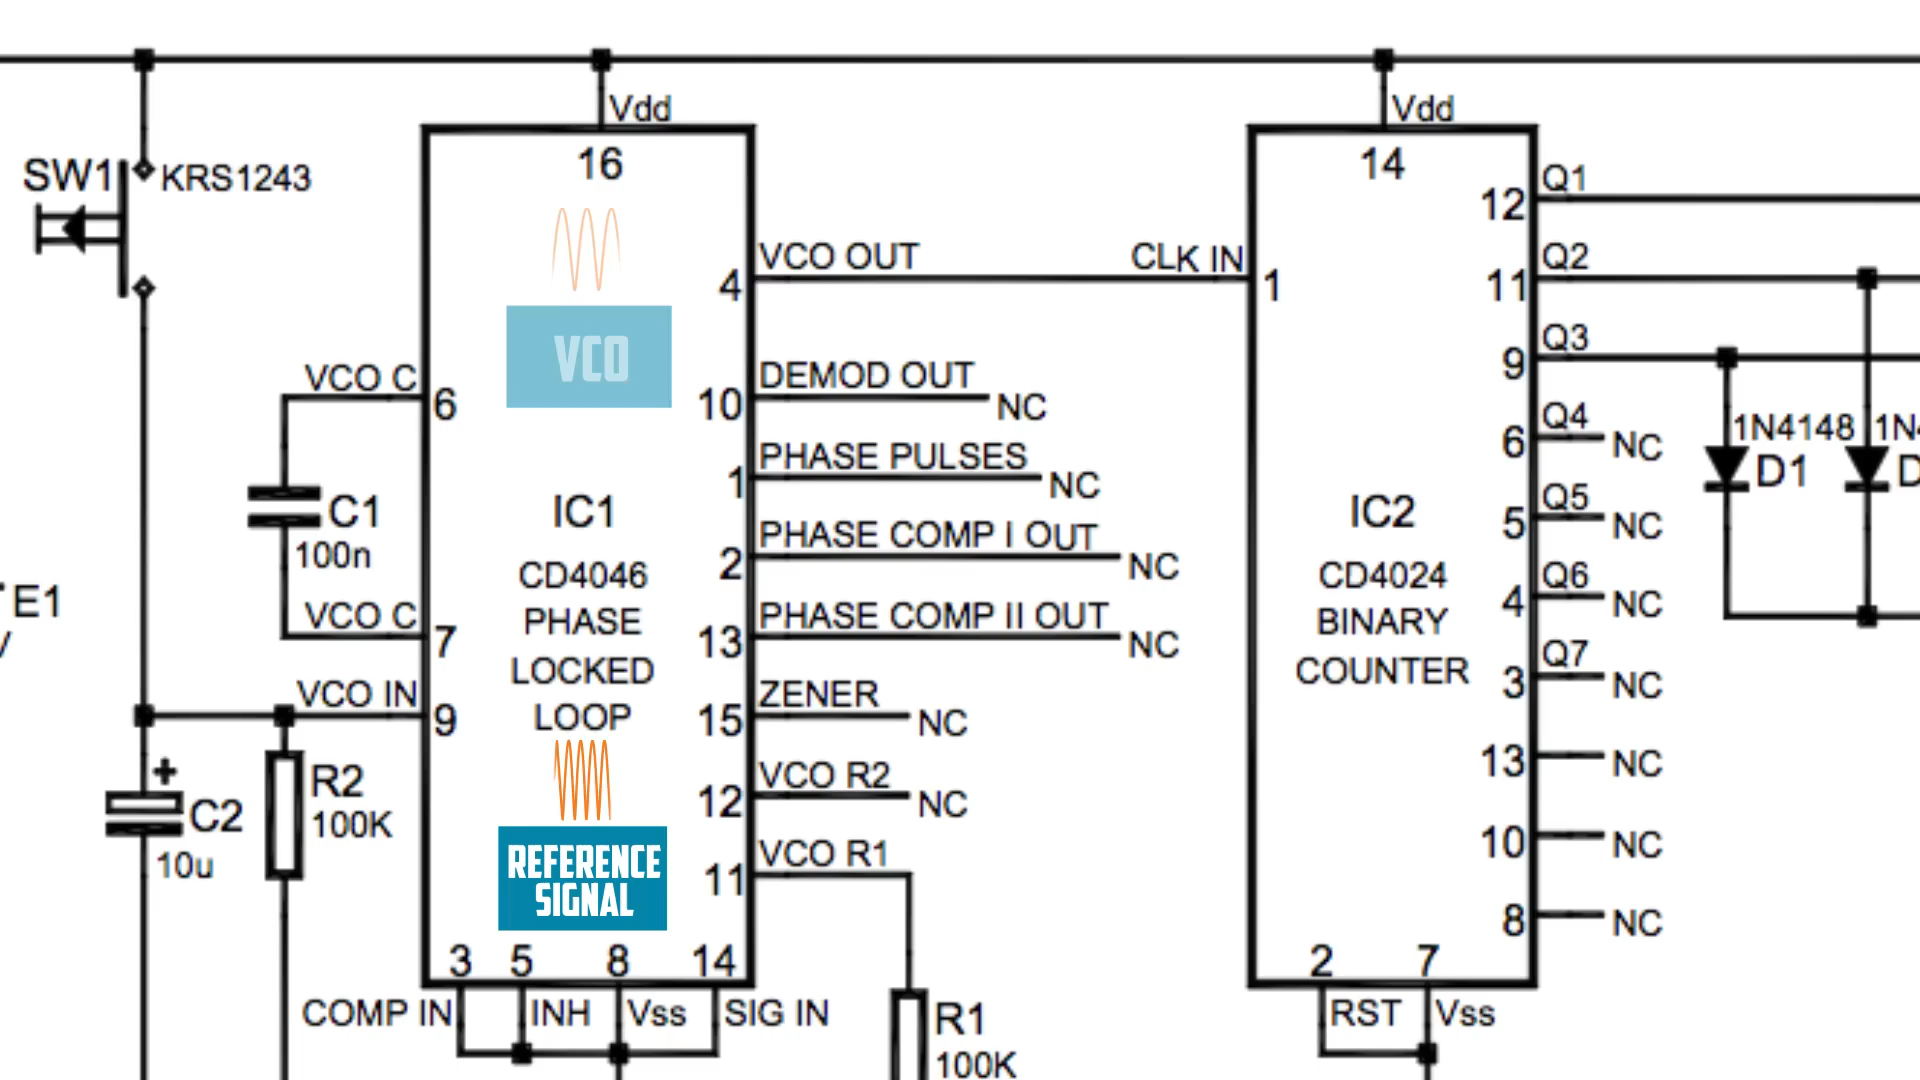 Vdd
Vdd
16
14
SW1
KRS1243
Q1
12
VCO OUT
CLK IN
4
1
Q2
11
VCO
Q3
9
VCO C
6
DEMOD OUT
10
NC
Q4
6
NC
1N4148
D1
PHASE PULSES
1
NC
C1
100n
IC1
CD4046
PHASE
LOCKED
LOOP
IC2
CD4024
BINARY
COUNTER
Q5
5
NC
PHASE COMP I OUT
2
NC
E1
Q6
4
NC
VCO C
7
PHASE COMP II OUT
13
NC
Q7
3
NC
VCO IN
9
ZENER
15
NC
13
NC
+
C2
10u
R2
100K
VCO R2
12
NC
REFERENCE
SIGNAL
VCO R1
11
10
NC
8
NC
3
5
8
14
2
7
COMP IN
INH
Vss
SIG IN
R1
100K
RST
Vss